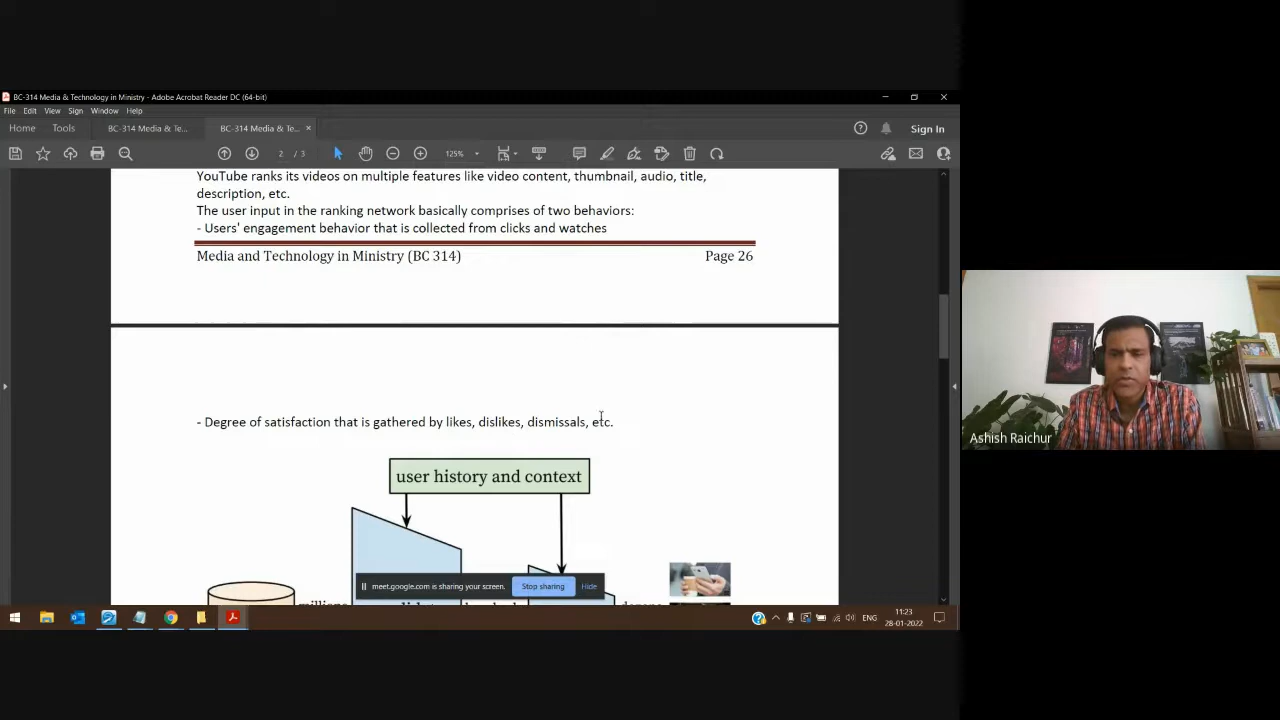 BC-314 Media & Technology in Ministry - Adobe Acrobat Reader DC (64-bit)
File Edit View Sign Window Help
Home Tools BC-314 Media & Te... BC-314 Media & Te... × Sign In
2 / 3 125%
YouTube ranks its videos on multiple features like video content, thumbnail, audio, title,
description, etc.
The user input in the ranking network basically comprises of two behaviors:
- Users' engagement behavior that is collected from clicks and watches
Media and Technology in Ministry (BC 314) Page 26
- Degree of satisfaction that is gathered by likes, dislikes, dismissals, etc.
user history and context
meet.google.com is sharing your screen. Stop sharing Hide
millions
Ashish Raichur
ENG
11:23
28-01-2022